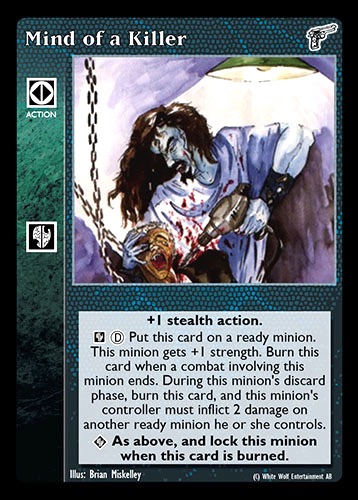 Mind of a Killer
ACTION
+1 stealth action.
D Put this card on a ready minion.
This minion gets +1 strength. Burn this
card when a combat involving this
minion ends. During this minion's discard
phase, burn this card, and this minion's
controller must inflict 2 damage on
another ready minion he or she controls.
As above, and lock this minion
when this card is burned.
Illus: Brian Miskelley
(C) White Wolf Entertainment AB